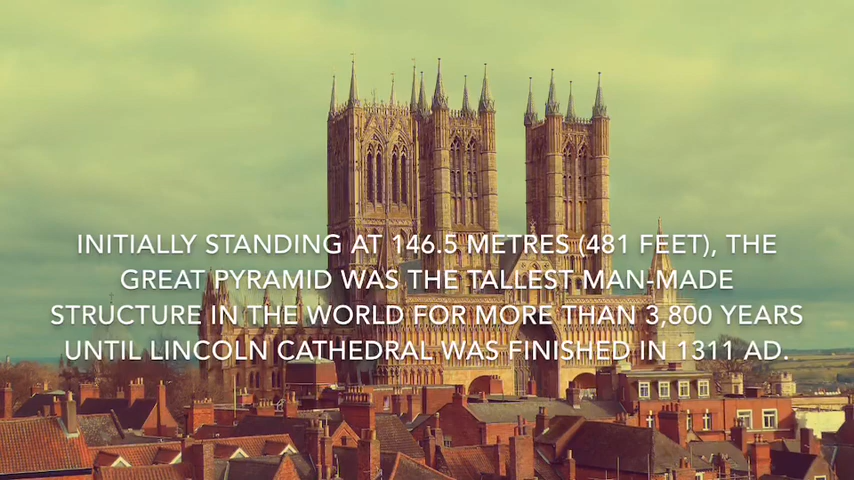 INITIALLY STANDING AT 146.5 METRES (481 FEET), THE
GREAT PYRAMID WAS THE TALLEST MAN-MADE
STRUCTURE IN THE WORLD FOR MORE THAN 3,800 YEARS
UNTIL LINCOLN CATHEDRAL WAS FINISHED IN 1311 AD.